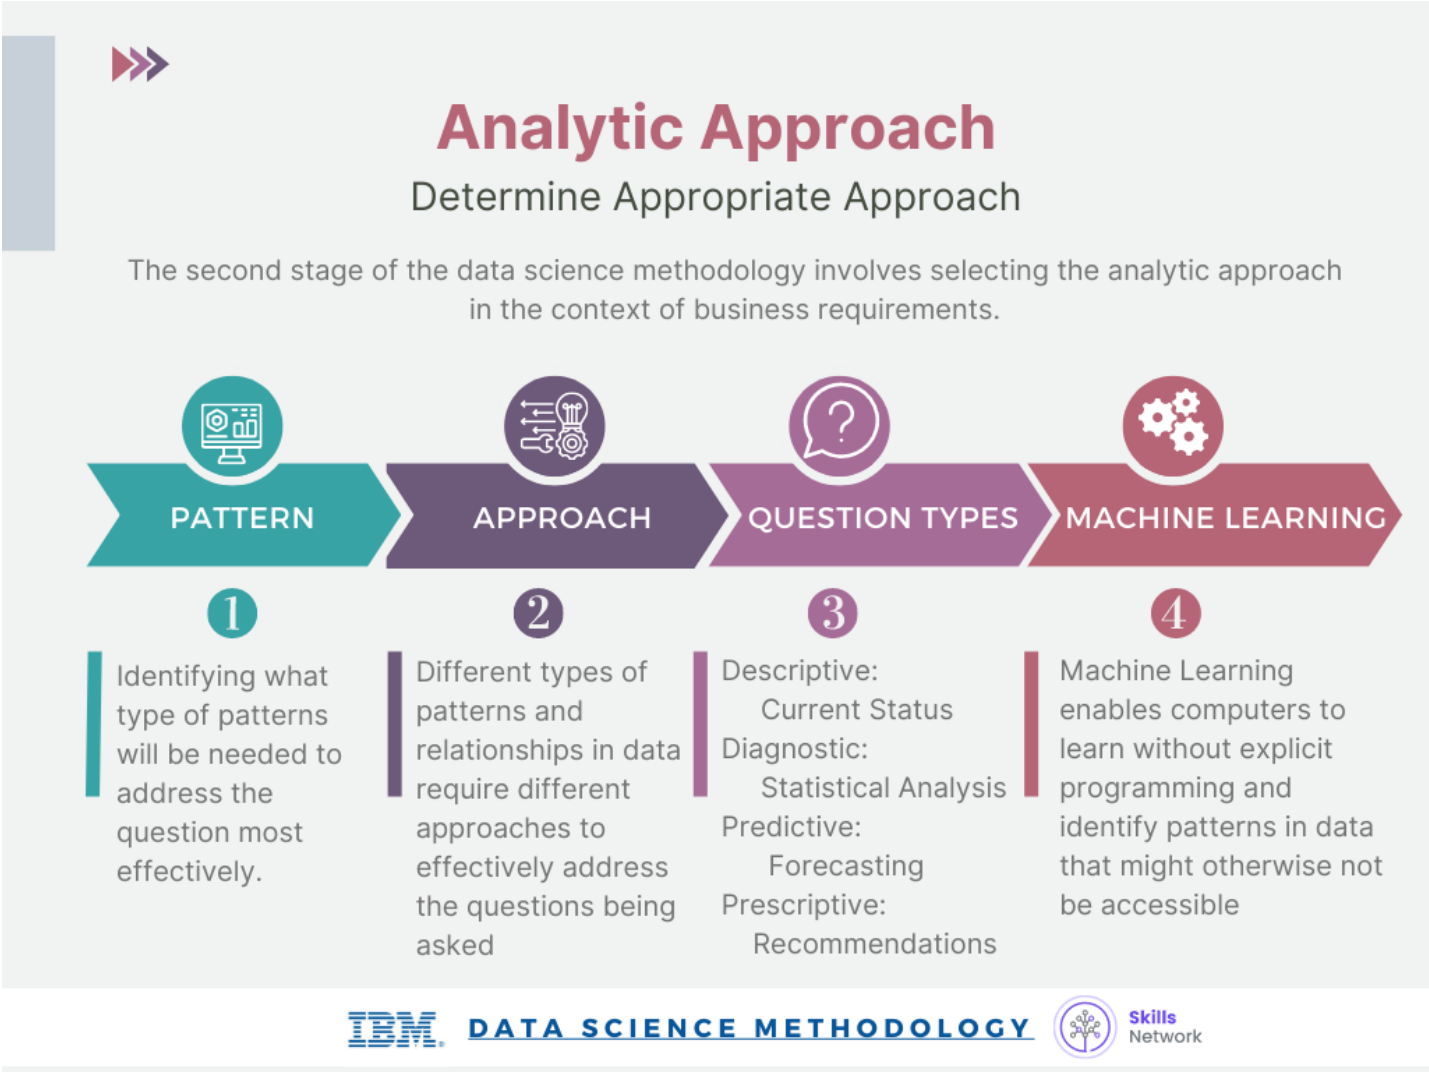 Analytic Approach
Determine Appropriate Approach
The second stage of the data science methodology involves selecting the analytic approach
in the context of business requirements.
PATTERN
1
Identifying what
type of patterns
will be needed to
address the
question most
effectively.
APPROACH
2
Different types of
patterns and
relationships in data
require different
approaches to
effectively address
the questions being
asked
QUESTION TYPES
3
Descriptive:
Current Status
Diagnostic:
Statistical Analysis
Predictive:
Forecasting
Prescriptive:
Recommendations
MACHINE LEARNING
4
Machine Learning
enables computers to
learn without explicit
programming and
identify patterns in data
that might otherwise not
be accessible
IBM® DATA SCIENCE METHODOLOGY
Skills
Network